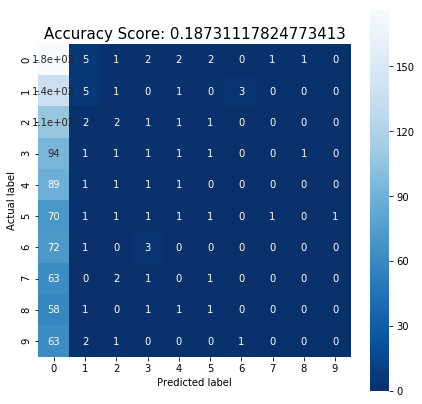 Accuracy Score: 0.18731117824773413
0 1.8e+02 5 1 2 2 2 0 1 1 0
1 1.4e+02 5 1 0 1 0 3 0 0 0
2 1.1e+02 2 2 1 1 1 0 0 0 0
3 94 1 1 1 1 1 0 0 1 0
4 89 1 1 1 1 0 0 0 0 0
5 70 1 1 1 1 1 0 1 0 1
6 72 1 0 3 0 0 0 0 0 0
7 63 0 2 1 0 1 0 0 0 0
8 58 1 0 1 1 1 0 0 0 0
9 63 2 1 0 0 0 1 0 0 0
0 1 2 3 4 5 6 7 8 9
Predicted label
Actual label
150
120
90
60
30
0